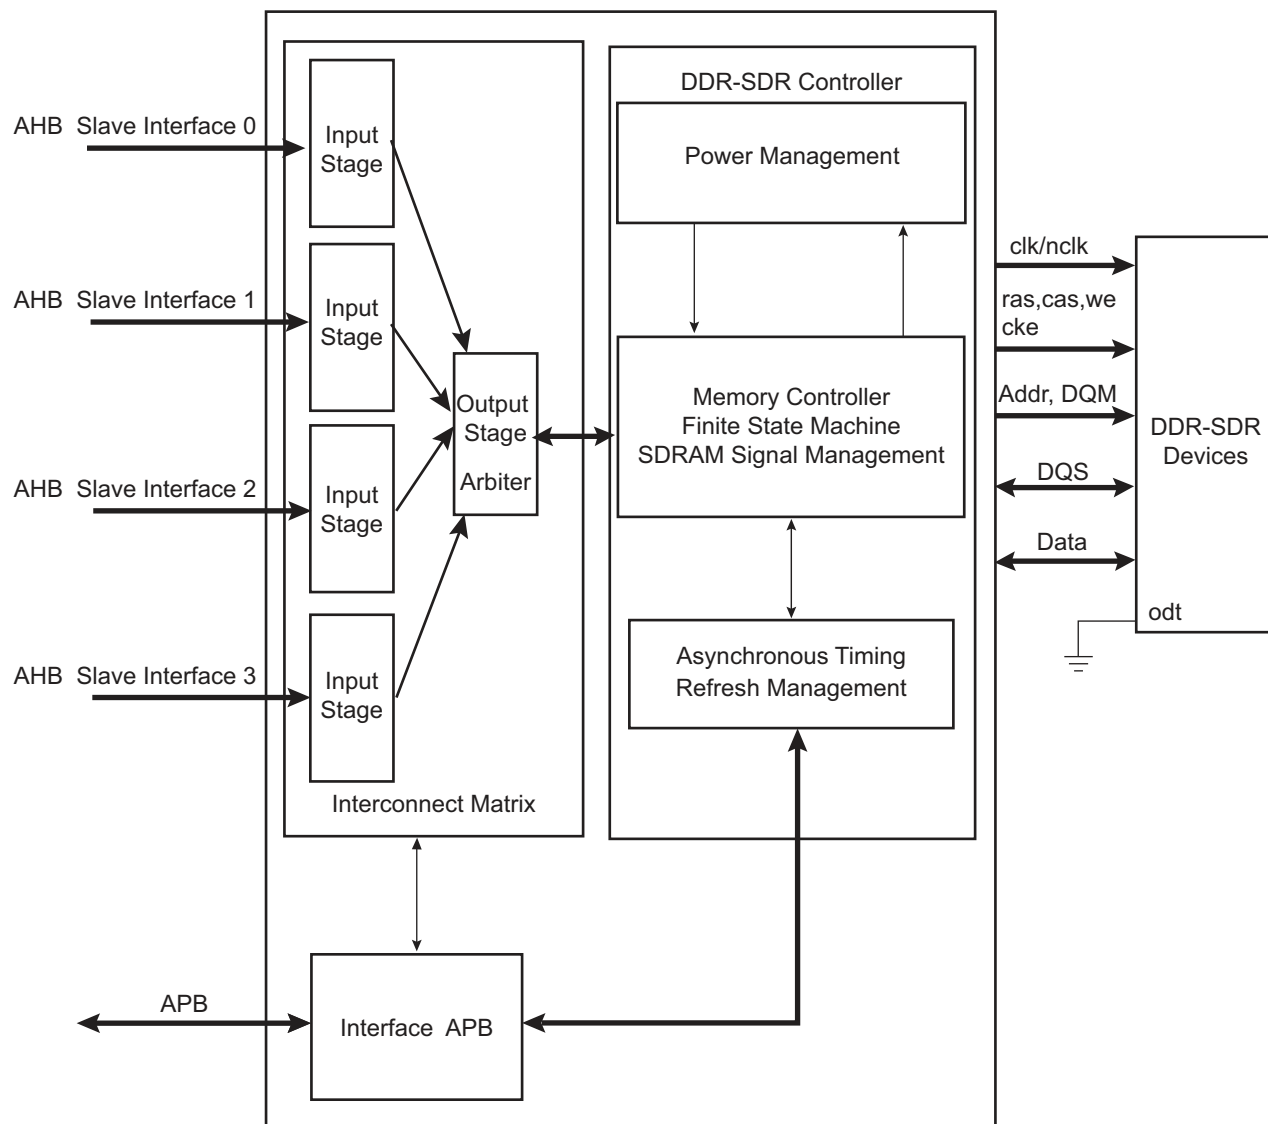 AHB Slave Interface 0
AHB Slave Interface 1
AHB Slave Interface 2
AHB Slave Interface 3
Input
Stage
Input
Stage
Input
Stage
Input
Stage
Output
Stage
Arbiter
Interconnect Matrix
DDR-SDR Controller
Power Management
Memory Controller
Finite State Machine
SDRAM Signal Management
Asynchronous Timing
Refresh Management
clk/nclk
ras,cas,we
cke
Addr, DQM
DQS
Data
DDR-SDR
Devices
odt
APB
Interface APB